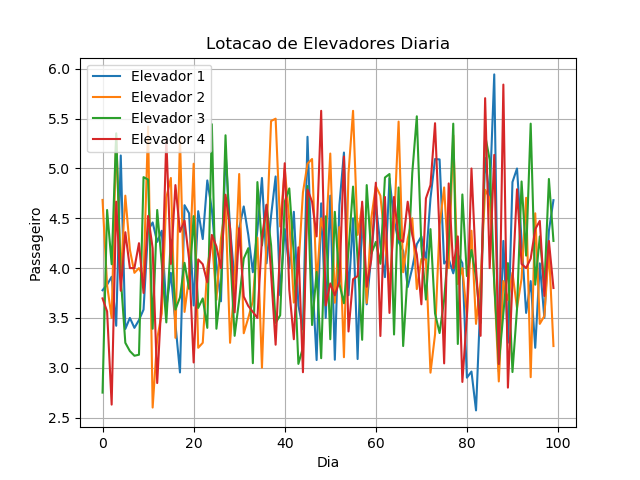 Lotacao de Elevadores Diaria
Elevador 1
Elevador 2
Elevador 3
Elevador 4
Passageiro
6.0
5.5
5.0
4.5
4.0
3.5
3.0
2.5
0 20 40 60 80 100
Dia